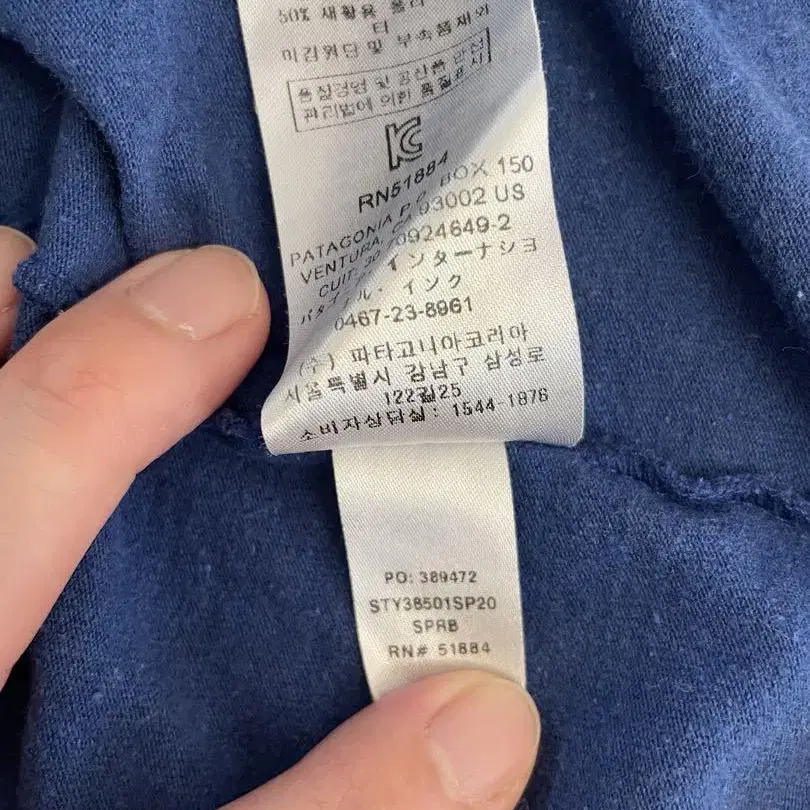 50% 재활용 폴리
터
미감원단 및 부속품제외
품질경영 및 공산품 안전
관리법에 의한 품질표시
RN51884
PATAGONIA P.O. BOX 150
VENTURA, CA 93002 US
CUIT: 30-70924649-2
インターナショ
ル・インク
0467-23-8961
(주) 파타고니아코리아
서울특별시 강남구 삼성로
122길25
소비자상담실: 1544-1876
PO: 389472
STY38501SP20
SPRB
RN# 51884